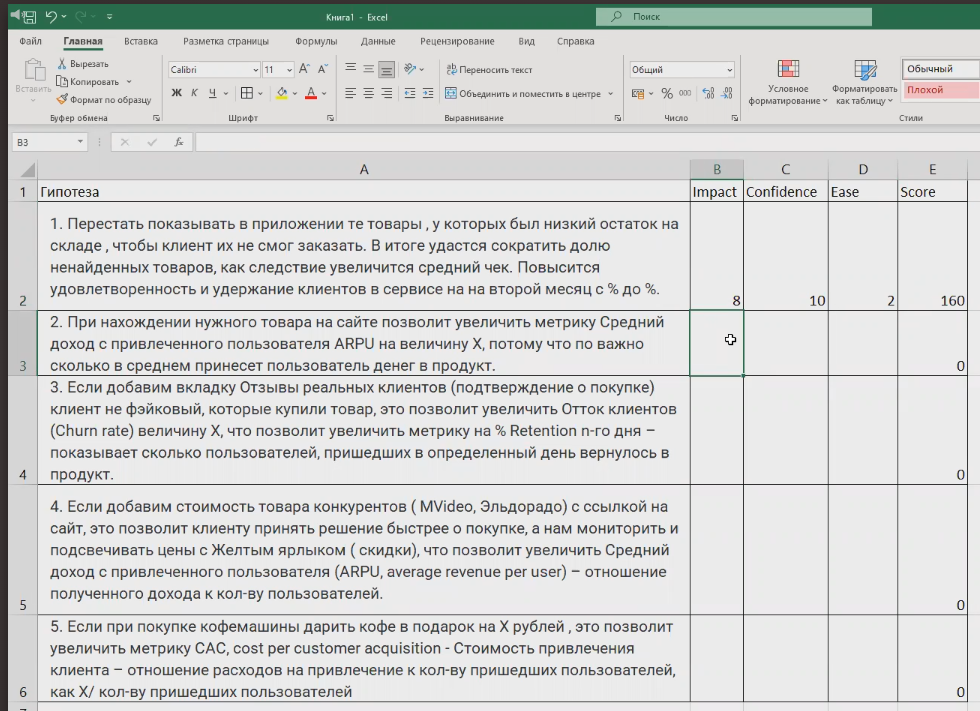 Книга1 - Excel
Поиск
Файл Главная Вставка Разметка страницы Формулы Данные Рецензирование Вид Справка
Вставить
Вырезать
Копировать
Формат по образцу
Буфер обмена
Calibri 11
Ж К Ч
Шрифт
Переносить текст
Объединить и поместить в центре
Выравнивание
Общий
% 000
Число
Условное форматирование
Форматировать как таблицу
Обычный
Плохой
Стили
B3
fx
A B C D E
1 Гипотеза Impact Confidence Ease Score
1. Перестать показывать в приложении те товары , у которых был низкий остаток на
складе , чтобы клиент их не смог заказать. В итоге удастся сократить долю
ненайденных товаров, как следствие увеличится средний чек. Повысится
удовлетворенность и удержание клиентов в сервисе на на второй месяц с % до %.
2 8 10 2 160
2. При нахождении нужного товара на сайте позволит увеличить метрику Средний
доход с привлеченного пользователя ARPU на величину X, потому что по важно
сколько в среднем принесет пользователь денег в продукт.
3 0
3. Если добавим вкладку Отзывы реальных клиентов (подтверждение о покупке)
клиент не фэйковый, которые купили товар, это позволит увеличить Отток клиентов
(Churn rate) величину X, что позволит увеличить метрику на % Retention n-го дня –
показывает сколько пользователей, пришедших в определенный день вернулось в
продукт.
4 0
4. Если добавим стоимость товара конкурентов ( MVideo, Эльдорадо) с ссылкой на
сайт, это позволит клиенту принять решение быстрее о покупке, а нам мониторить и
подсвечивать цены с Желтым ярлыком ( скидки), что позволит увеличить Средний
доход с привлеченного пользователя (ARPU, average revenue per user) – отношение
полученного дохода к кол-ву пользователей.
5 0
5. Если при покупке кофемашины дарить кофе в подарок на X рублей , это позволит
увеличить метрику CAC, cost per customer acquisition - Стоимость привлечения
клиента – отношение расходов на привлечение к кол-ву пришедших пользователей,
как X/ кол-ву пришедших пользователей
6 0